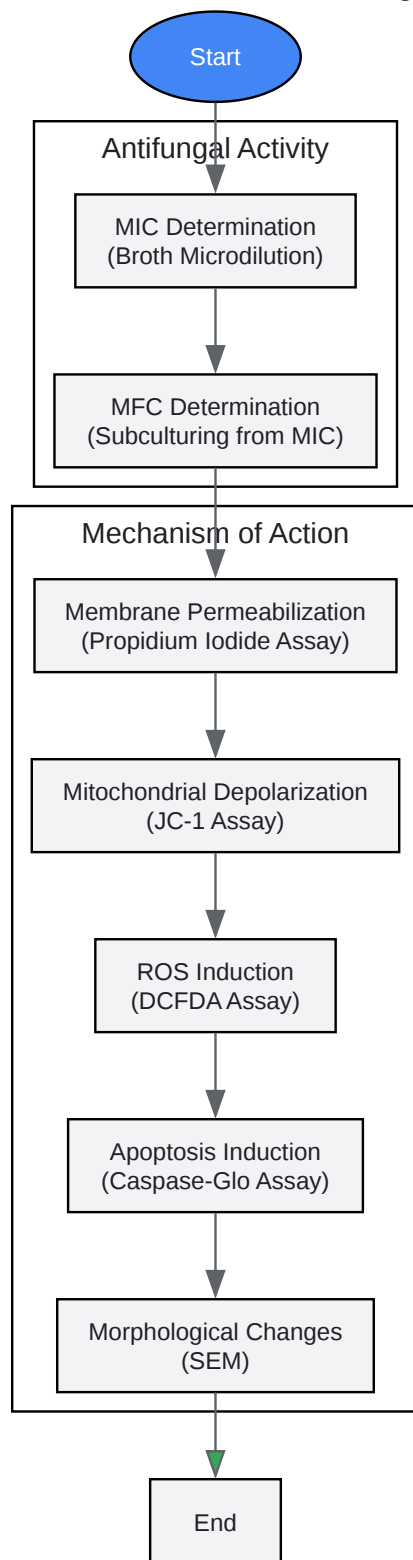 Start
Antifungal Activity
MIC Determination
(Broth Microdilution)
MFC Determination
(Subculturing from MIC)
Mechanism of Action
Membrane Permeabilization
(Propidium Iodide Assay)
Mitochondrial Depolarization
(JC-1 Assay)
ROS Induction
(DCFDA Assay)
Apoptosis Induction
(Caspase-Glo Assay)
Morphological Changes
(SEM)
End